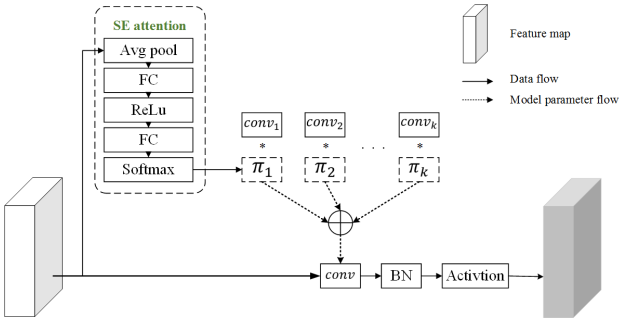 SE attention
Avg pool
FC
ReLu
FC
Softmax
Feature map
Data flow
Model parameter flow
conv₁ conv₂ convₖ
* * · · · *
π₁ π₂ πₖ
conv BN Activtion